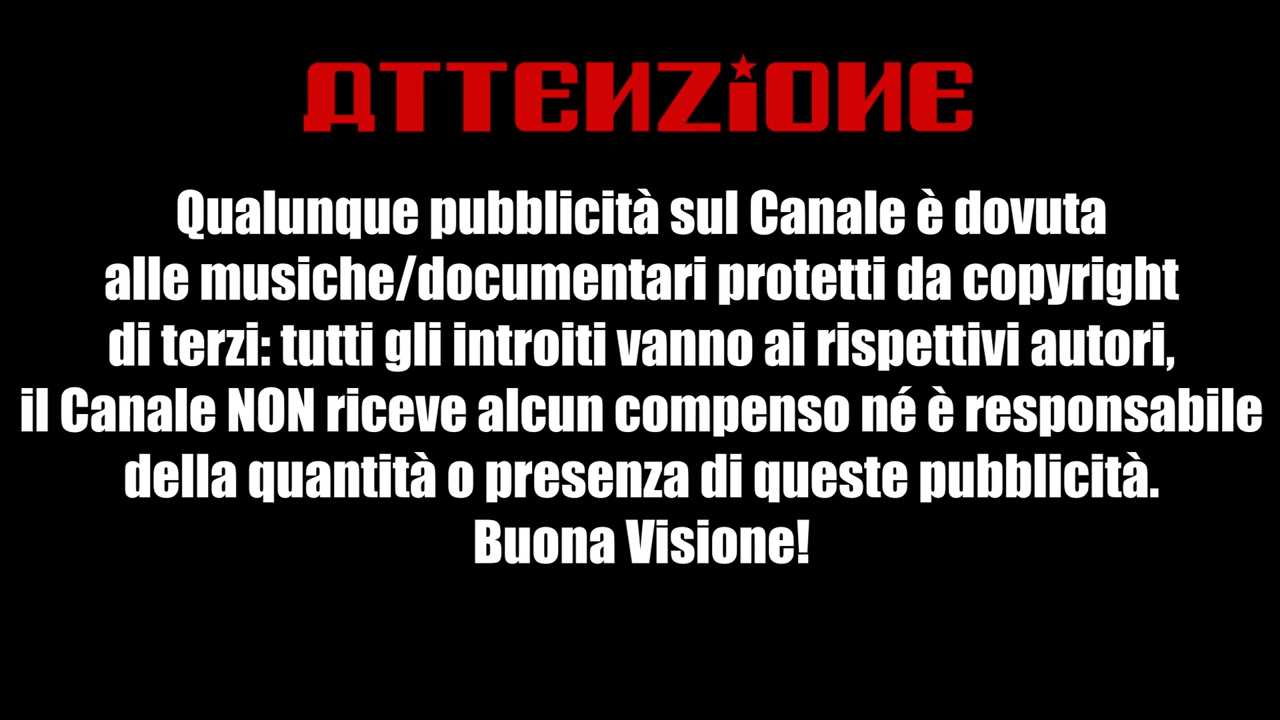 ATTENZIONE
Qualunque pubblicità sul Canale è dovuta
alle musiche/documentari protetti da copyright
di terzi: tutti gli introiti vanno ai rispettivi autori,
il Canale NON riceve alcun compenso né è responsabile
della quantità o presenza di queste pubblicità.
Buona Visione!